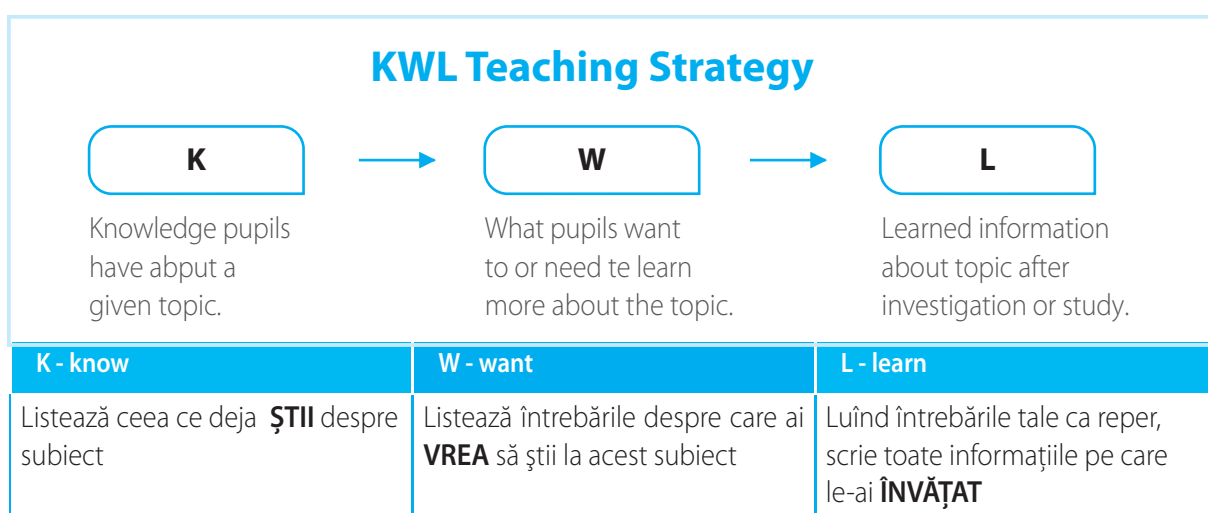 KWL Teaching Strategy
K
W
L
Knowledge pupils
have abput a
given topic.
What pupils want
to or need te learn
more about the topic.
Learned information
about topic after
investigation or study.
K - know
W - want
L - learn
Listează ceea ce deja ȘTII despre
subiect
Listează întrebările despre care ai
VREA să ştii la acest subiect
Luînd întrebările tale ca reper,
scrie toate informațiile pe care
le-ai ÎNVĂȚAT